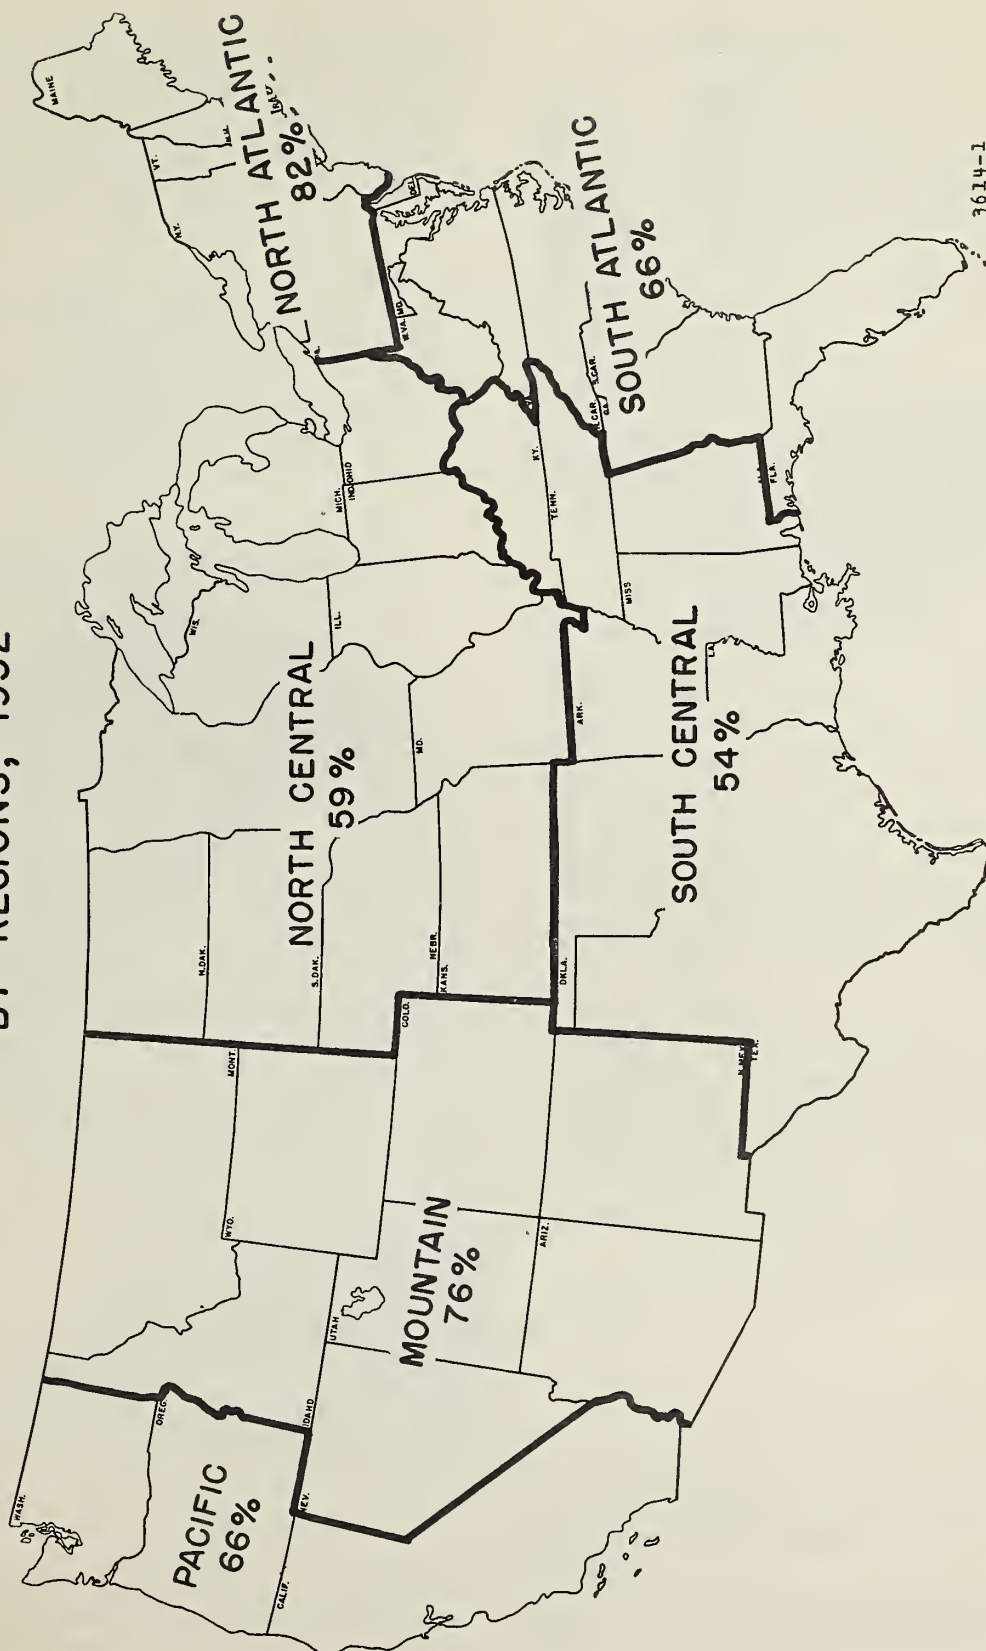 BY REGIONS, 1952
WASH.
MONT.
N.DAK.
WIS.
MICH.
VT.
MAINE
N.H.
N.Y.
OREG.
IDAHO
WYO.
S.DAK.
PACIFIC
66%
NORTH CENTRAL
59%
NORTH ATLANTIC
82%
NEV.
CALIF.
UTAH
COLO.
NEBR.
KANS.
MO.
ILL.
IND.
OHIO
PA.
W.VA.
MD.
DEL.
MOUNTAIN
76%
ARIZ.
N.MEX.
TEX.
OKLA.
ARK.
KY.
TENN.
N.CAR.
S.CAR.
GA.
SOUTH CENTRAL
54%
SOUTH ATLANTIC
66%
MISS.
LA.
ALA.
FLA.
3614-1